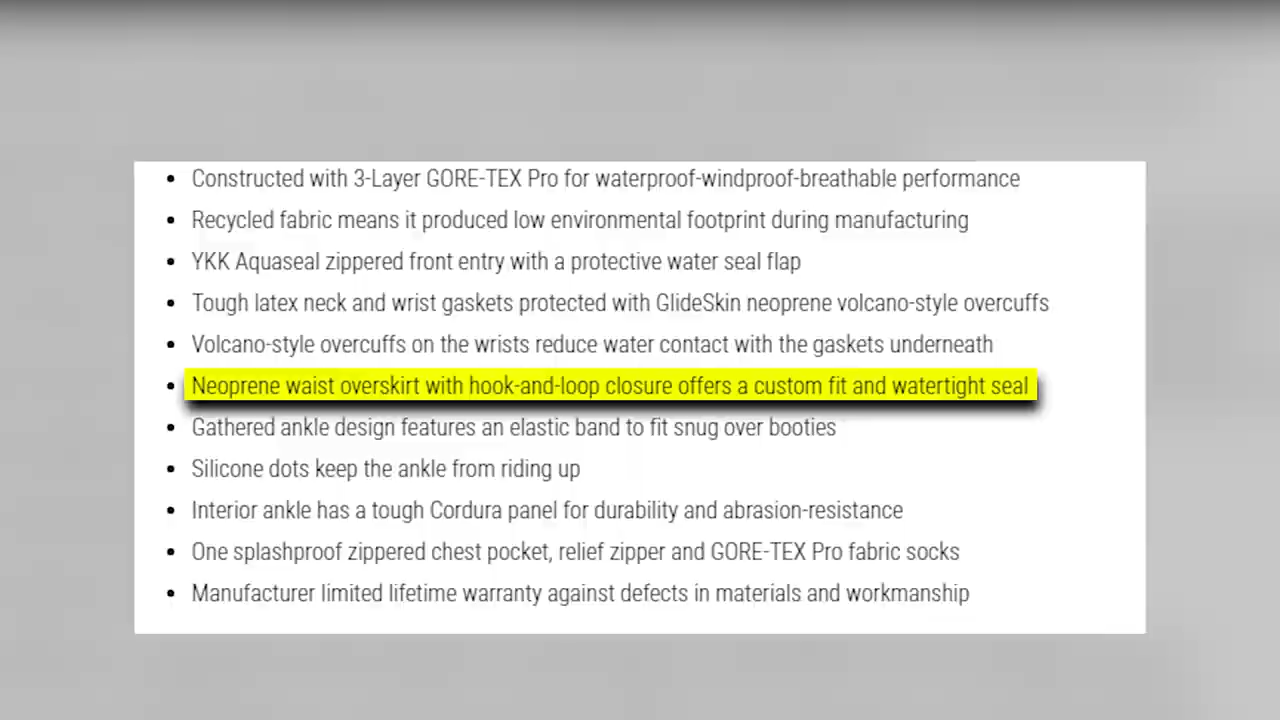 Constructed with 3-Layer GORE-TEX Pro for waterproof-windproof-breathable performance
Recycled fabric means it produced low environmental footprint during manufacturing
YKK Aquaseal zippered front entry with a protective water seal flap
Tough latex neck and wrist gaskets protected with GlideSkin neoprene volcano-style overcuffs
Volcano-style overcuffs on the wrists reduce water contact with the gaskets underneath
Neoprene waist overskirt with hook-and-loop closure offers a custom fit and watertight seal
Gathered ankle design features an elastic band to fit snug over booties
Silicone dots keep the ankle from riding up
Interior ankle has a tough Cordura panel for durability and abrasion-resistance
One splashproof zippered chest pocket, relief zipper and GORE-TEX Pro fabric socks
Manufacturer limited lifetime warranty against defects in materials and workmanship